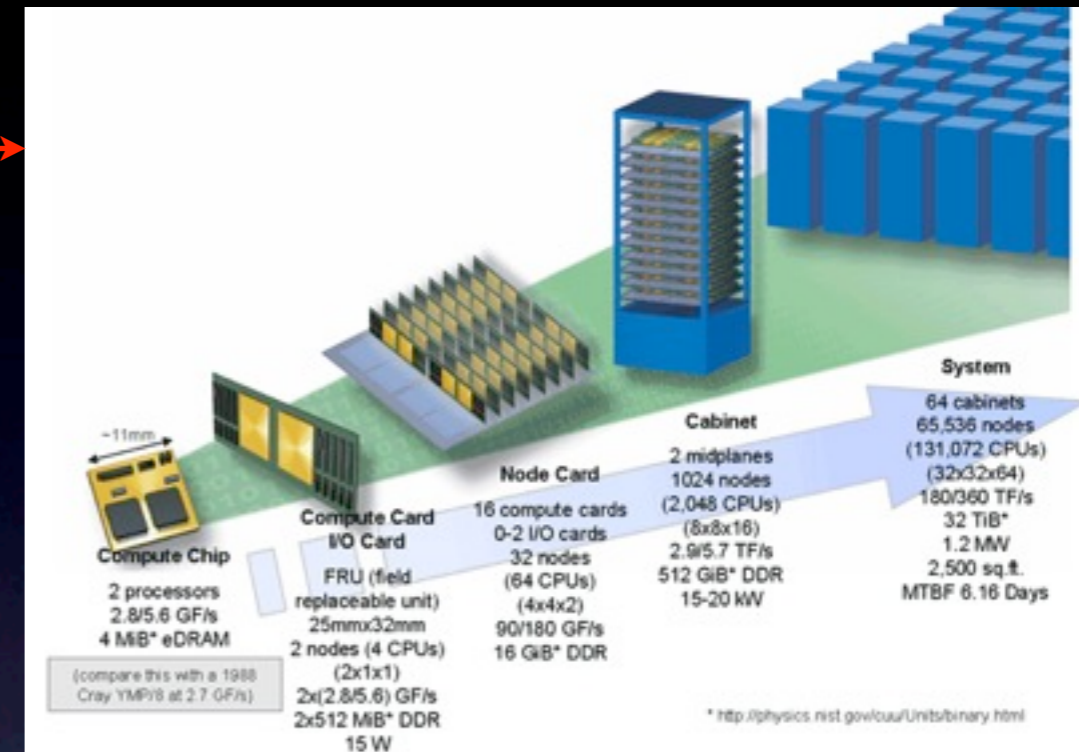 ~11mm
Compute Chip
2 processors
2.8/5.6 GF/s
4 MiB* eDRAM
(compare this with a 1988
Cray YMP/8 at 2.7 GF/s)
Compute Card
I/O Card
FRU (field
replaceable unit)
25mmx32mm
2 nodes (4 CPUs)
(2x1x1)
2x(2.8/5.6) GF/s
2x512 MiB* DDR
15 W
Node Card
16 compute cards
0-2 I/O cards
32 nodes
(64 CPUs)
(4x4x2)
90/180 GF/s
16 GiB* DDR
Cabinet
2 midplanes
1024 nodes
(2,048 CPUs)
(8x8x16)
2.9/5.7 TF/s
512 GiB* DDR
15-20 kW
System
64 cabinets
65,536 nodes
(131,072 CPUs)
(32x32x64)
180/360 TF/s
32 TiB*
1.2 MW
2,500 sq.ft.
MTBF 6.16 Days
* http://physics.nist.gov/cuu/Units/binary.html